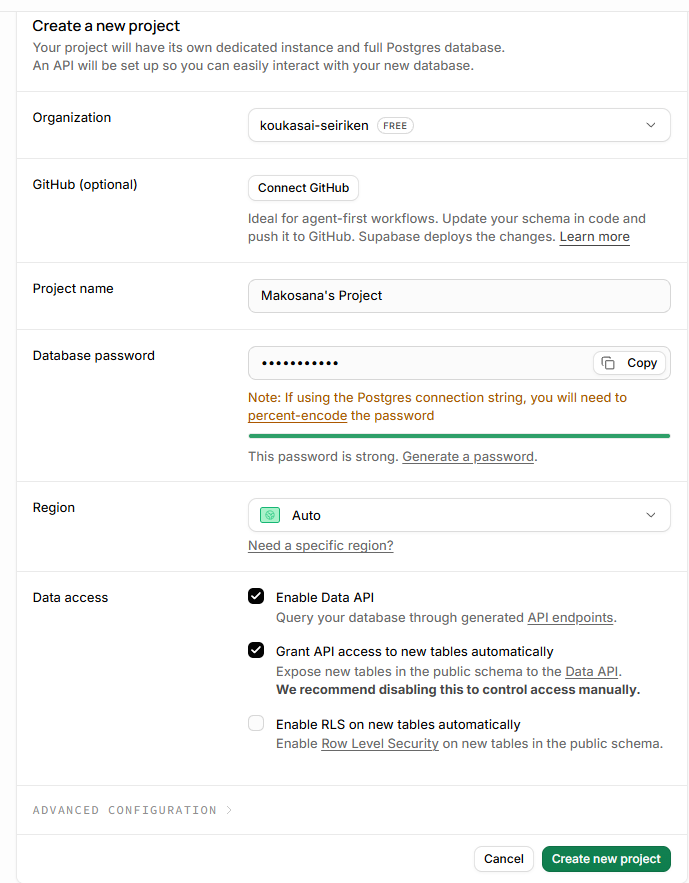 Create a new project
Your project will have its own dedicated instance and full Postgres database.
An API will be set up so you can easily interact with your new database.
Organization
koukasai-seiriken FREE
GitHub (optional)
Connect GitHub
Ideal for agent-first workflows. Update your schema in code and
push it to GitHub. Supabase deploys the changes. Learn more
Project name
Makosana's Project
Database password
••••••••••• Copy
Note: If using the Postgres connection string, you will need to
percent-encode the password
This password is strong. Generate a password.
Region
Auto
Need a specific region?
Data access
Enable Data API
Query your database through generated API endpoints.
Grant API access to new tables automatically
Expose new tables in the public schema to the Data API.
We recommend disabling this to control access manually.
Enable RLS on new tables automatically
Enable Row Level Security on new tables in the public schema.
ADVANCED CONFIGURATION
Cancel Create new project